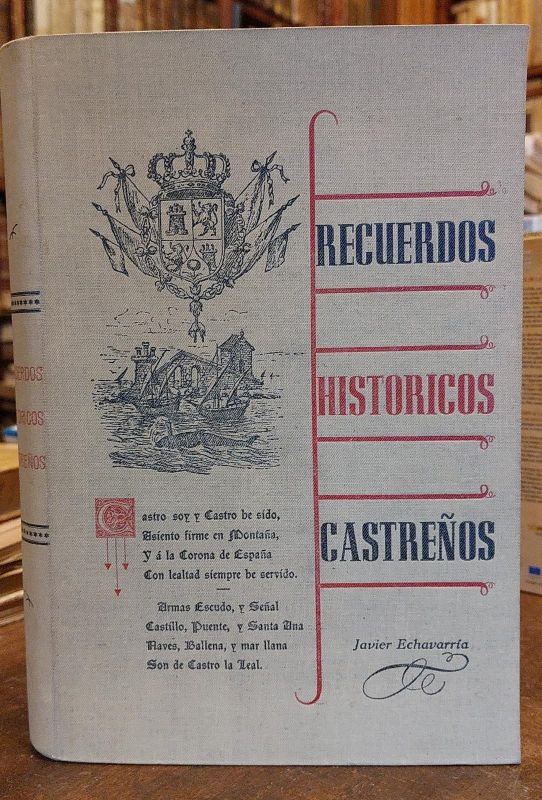 RECUERDOS
HISTORICOS
CASTREÑOS
Castro soy y Castro he sido,
Asiento firme en Montaña,
Y á la Corona de España
Con lealtad siempre he servido.
Armas Escudo, y Señal
Castillo, Puente, y Santa Ana
Naves, Ballena, y mar llana
Son de Castro la Leal.
Javier Echavarría